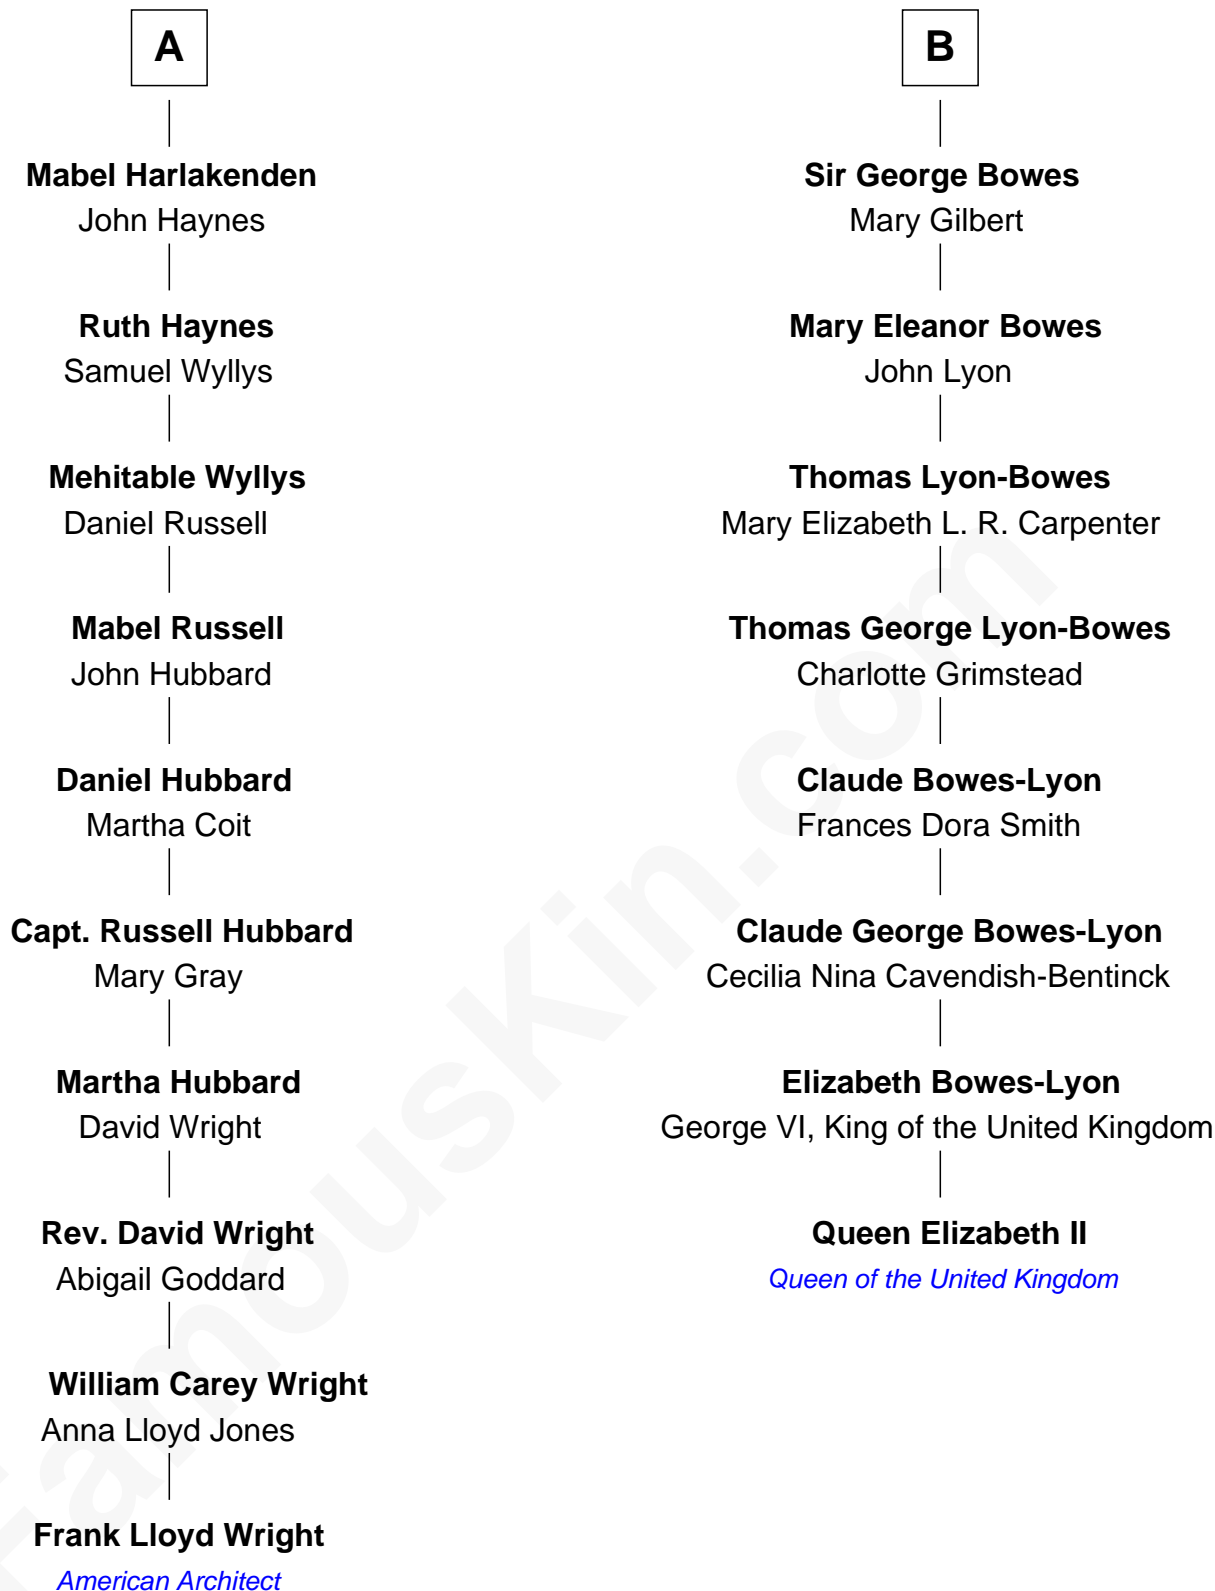 A
Mabel Harlakenden
John Haynes
Ruth Haynes
Samuel Wyllys
Mehitable Wyllys
Daniel Russell
Mabel Russell
John Hubbard
Daniel Hubbard
Martha Coit
Capt. Russell Hubbard
Mary Gray
Martha Hubbard
David Wright
Rev. David Wright
Abigail Goddard
William Carey Wright
Anna Lloyd Jones
Frank Lloyd Wright
American Architect
B
Sir George Bowes
Mary Gilbert
Mary Eleanor Bowes
John Lyon
Thomas Lyon-Bowes
Mary Elizabeth L. R. Carpenter
Thomas George Lyon-Bowes
Charlotte Grimstead
Claude Bowes-Lyon
Frances Dora Smith
Claude George Bowes-Lyon
Cecilia Nina Cavendish-Bentinck
Elizabeth Bowes-Lyon
George VI, King of the United Kingdom
Queen Elizabeth II
Queen of the United Kingdom
FamousKin.com